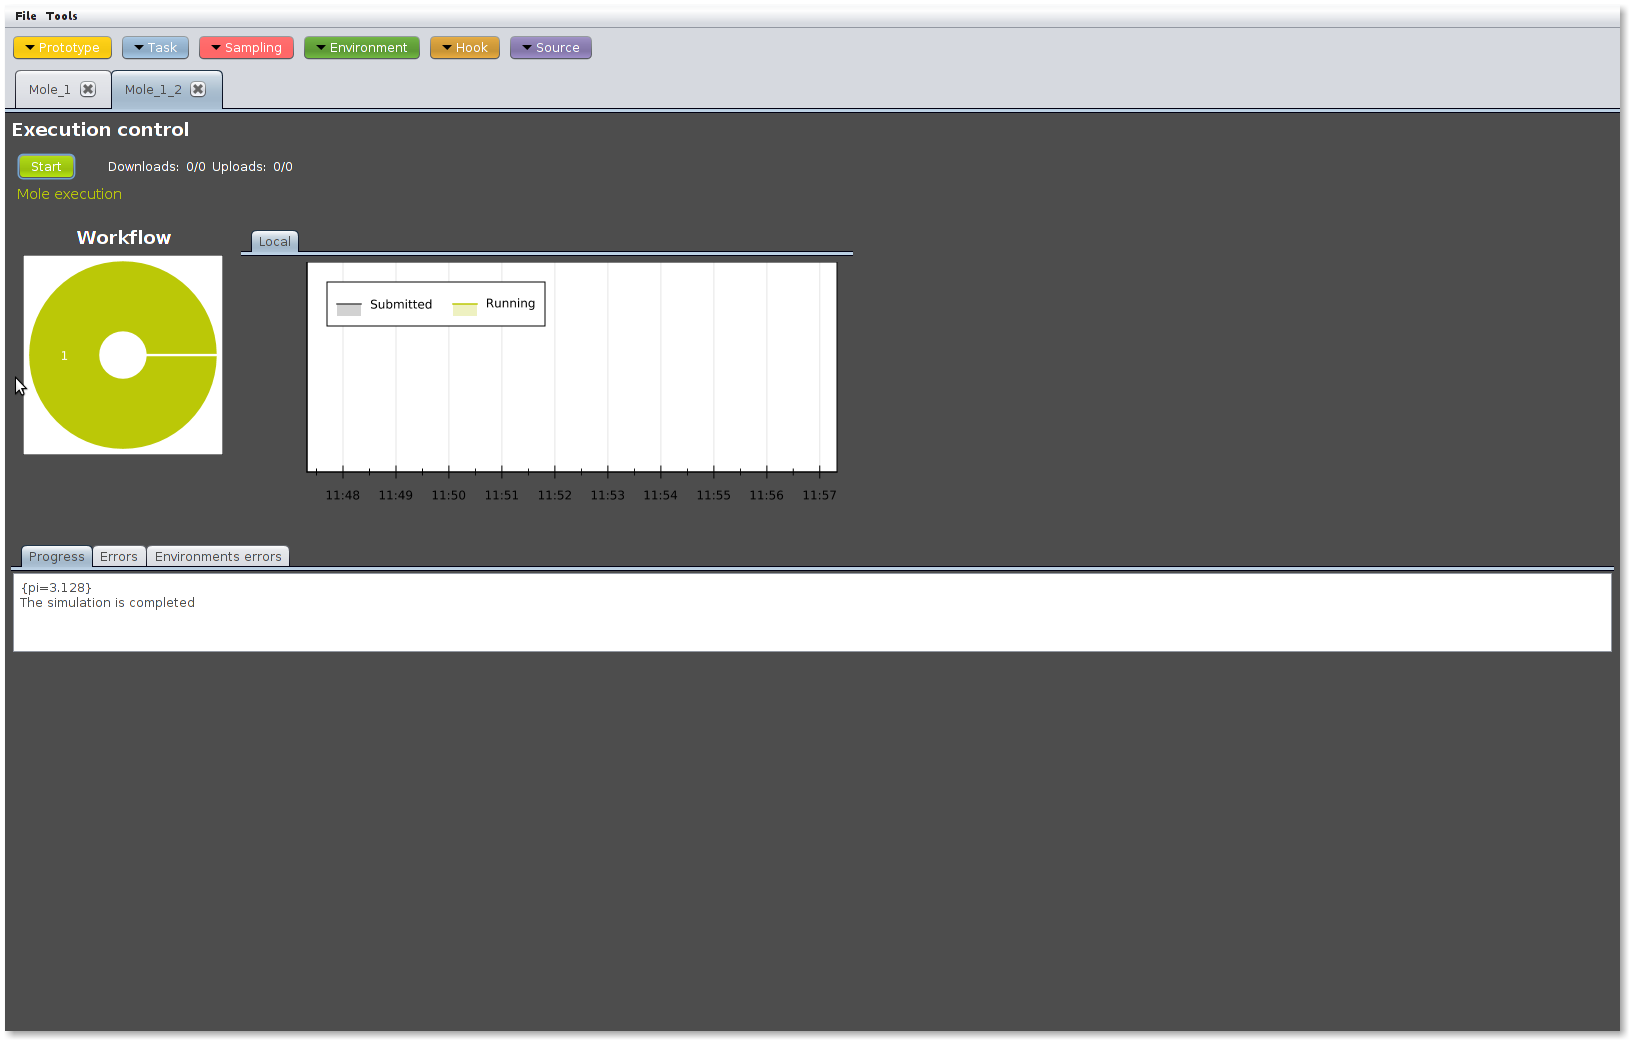 File Tools
Prototype Task Sampling Environment Hook Source
Mole_1 Mole_1_2
Execution control
Start Downloads: 0/0 Uploads: 0/0
Mole execution
Workflow
1
Local
Submitted Running
11:48 11:49 11:50 11:51 11:52 11:53 11:54 11:55 11:56 11:57
Progress Errors Environments errors
{pi=3.128}
The simulation is completed